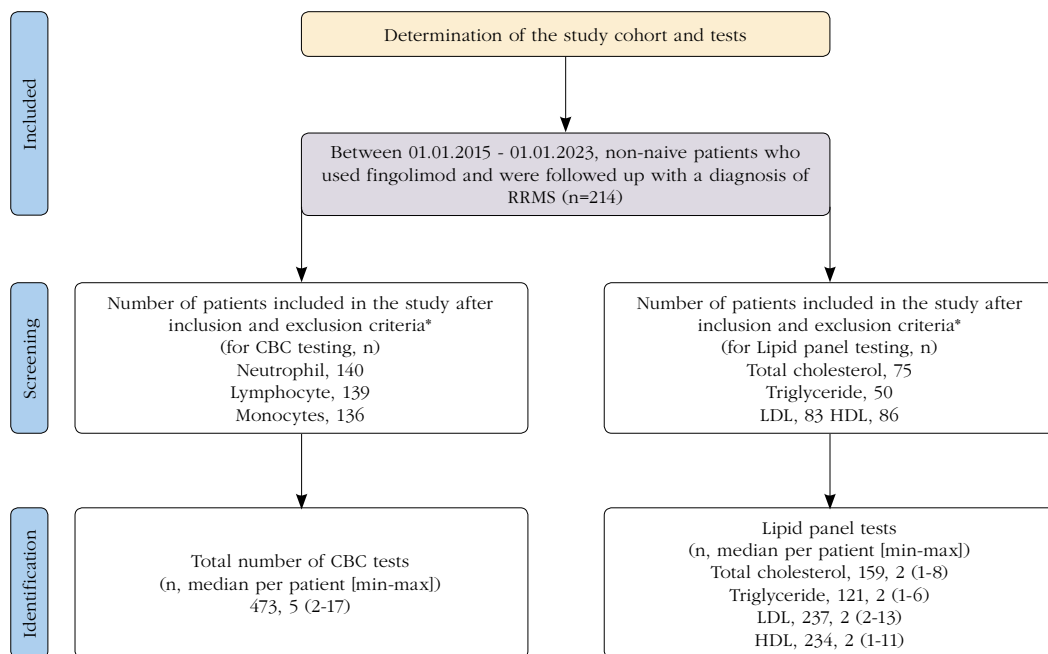 Included
Determination of the study cohort and tests
Between 01.01.2015 - 01.01.2023, non-naive patients who
used fingolimod and were followed up with a diagnosis of
RRMS (n=214)
Screening
Number of patients included in the study after
inclusion and exclusion criteria*
(for CBC testing, n)
Neutrophil, 140
Lymphocyte, 139
Monocytes, 136
Number of patients included in the study after
inclusion and exclusion criteria*
(for Lipid panel testing, n)
Total cholesterol, 75
Triglyceride, 50
LDL, 83 HDL, 86
Identification
Total number of CBC tests
(n, median per patient [min-max])
473, 5 (2-17)
Lipid panel tests
(n, median per patient [min-max])
Total cholesterol, 159, 2 (1-8)
Triglyceride, 121, 2 (1-6)
LDL, 237, 2 (2-13)
HDL, 234, 2 (1-11)